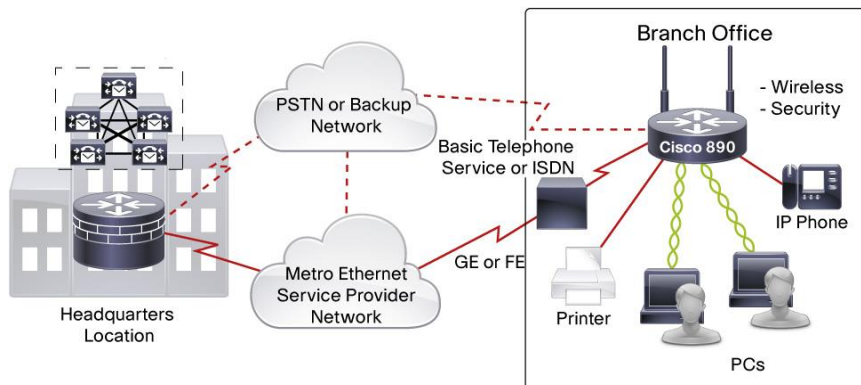 Branch Office
- Wireless
- Security
PSTN or Backup
Network
Cisco 890
Basic Telephone
Service or ISDN
IP Phone
Metro Ethernet
Service Provider
Network
GE or FE
Headquarters
Location
Printer
PCs